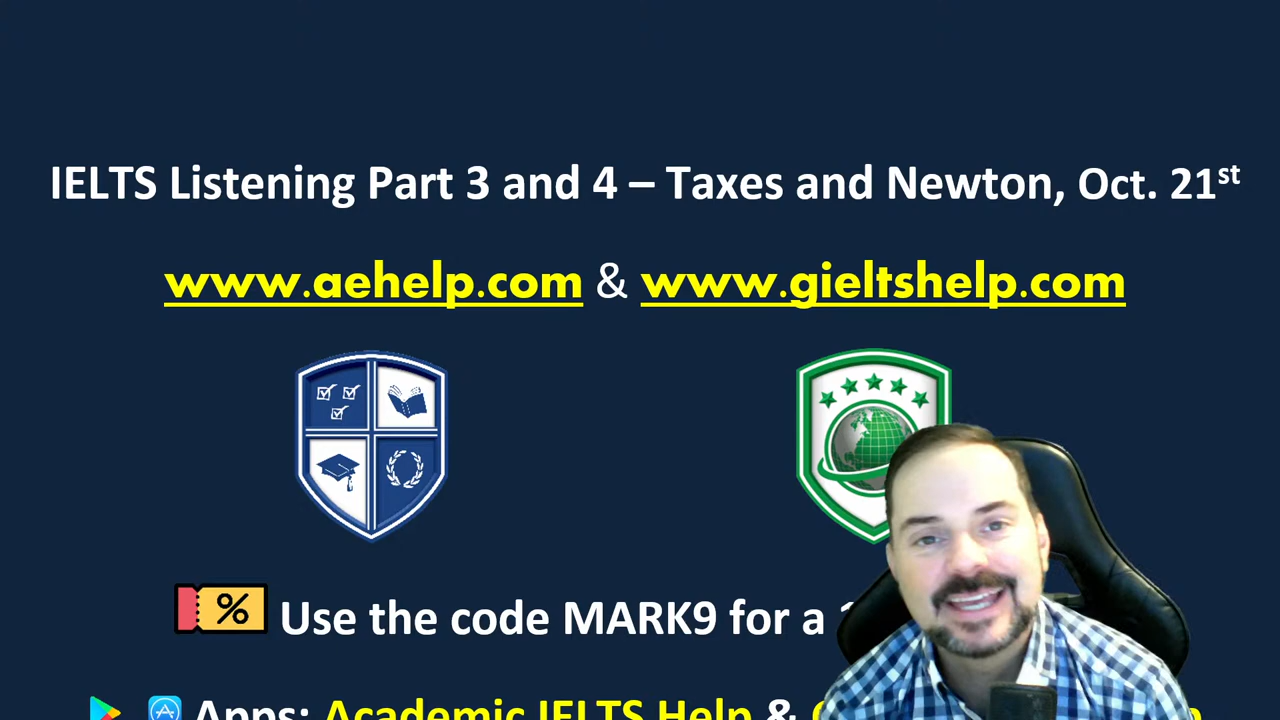 IELTS Listening Part 3 and 4 – Taxes and Newton, Oct. 21st
www.aehelp.com & www.gieltshelp.com
% Use the code MARK9 for a
Apps: Academic IELTS Help &